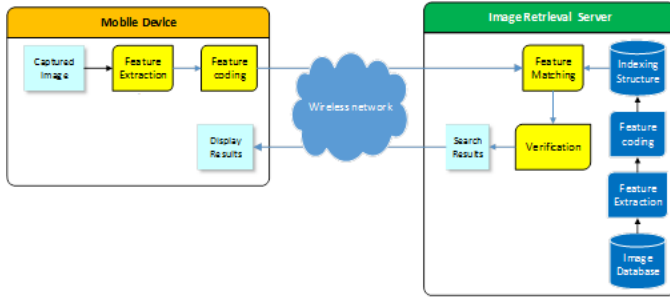 Mobile Device
Captured
Image
Feature
Extraction
Feature
coding
Display
Results
Wireless network
Image Retrieval Server
Feature
Matching
Indexing
Structure
Search
Results
Verification
Feature
coding
Feature
Extraction
Image
Database